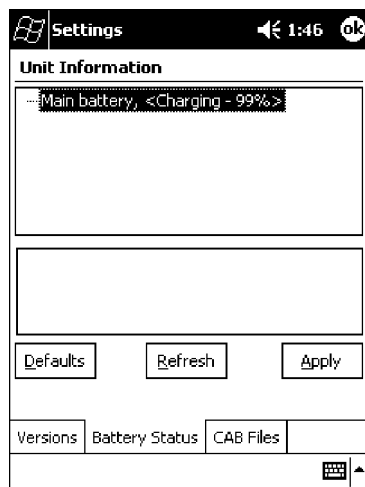 Settings 1:46 ok
Unit Information
Main battery, <Charging - 99%>
Defaults Refresh Apply
Versions Battery Status CAB Files